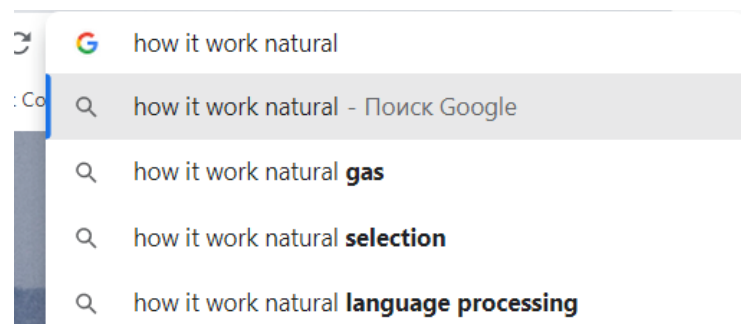 how it work natural
: Co
how it work natural - Поиск Google
how it work natural gas
how it work natural selection
how it work natural language processing